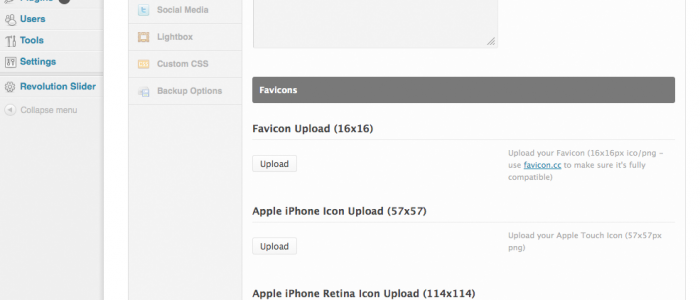 Plugins
Users
Tools
Settings
Revolution Slider
Collapse menu
Social Media
Lightbox
Custom CSS
Backup Options
Favicons
Favicon Upload (16x16)
Upload
Upload your Favicon (16x16px ico/png –
use favicon.cc to make sure it's fully
compatible)
Apple iPhone Icon Upload (57x57)
Upload
Upload your Apple Touch Icon (57x57px
png)
Apple iPhone Retina Icon Upload (114x114)